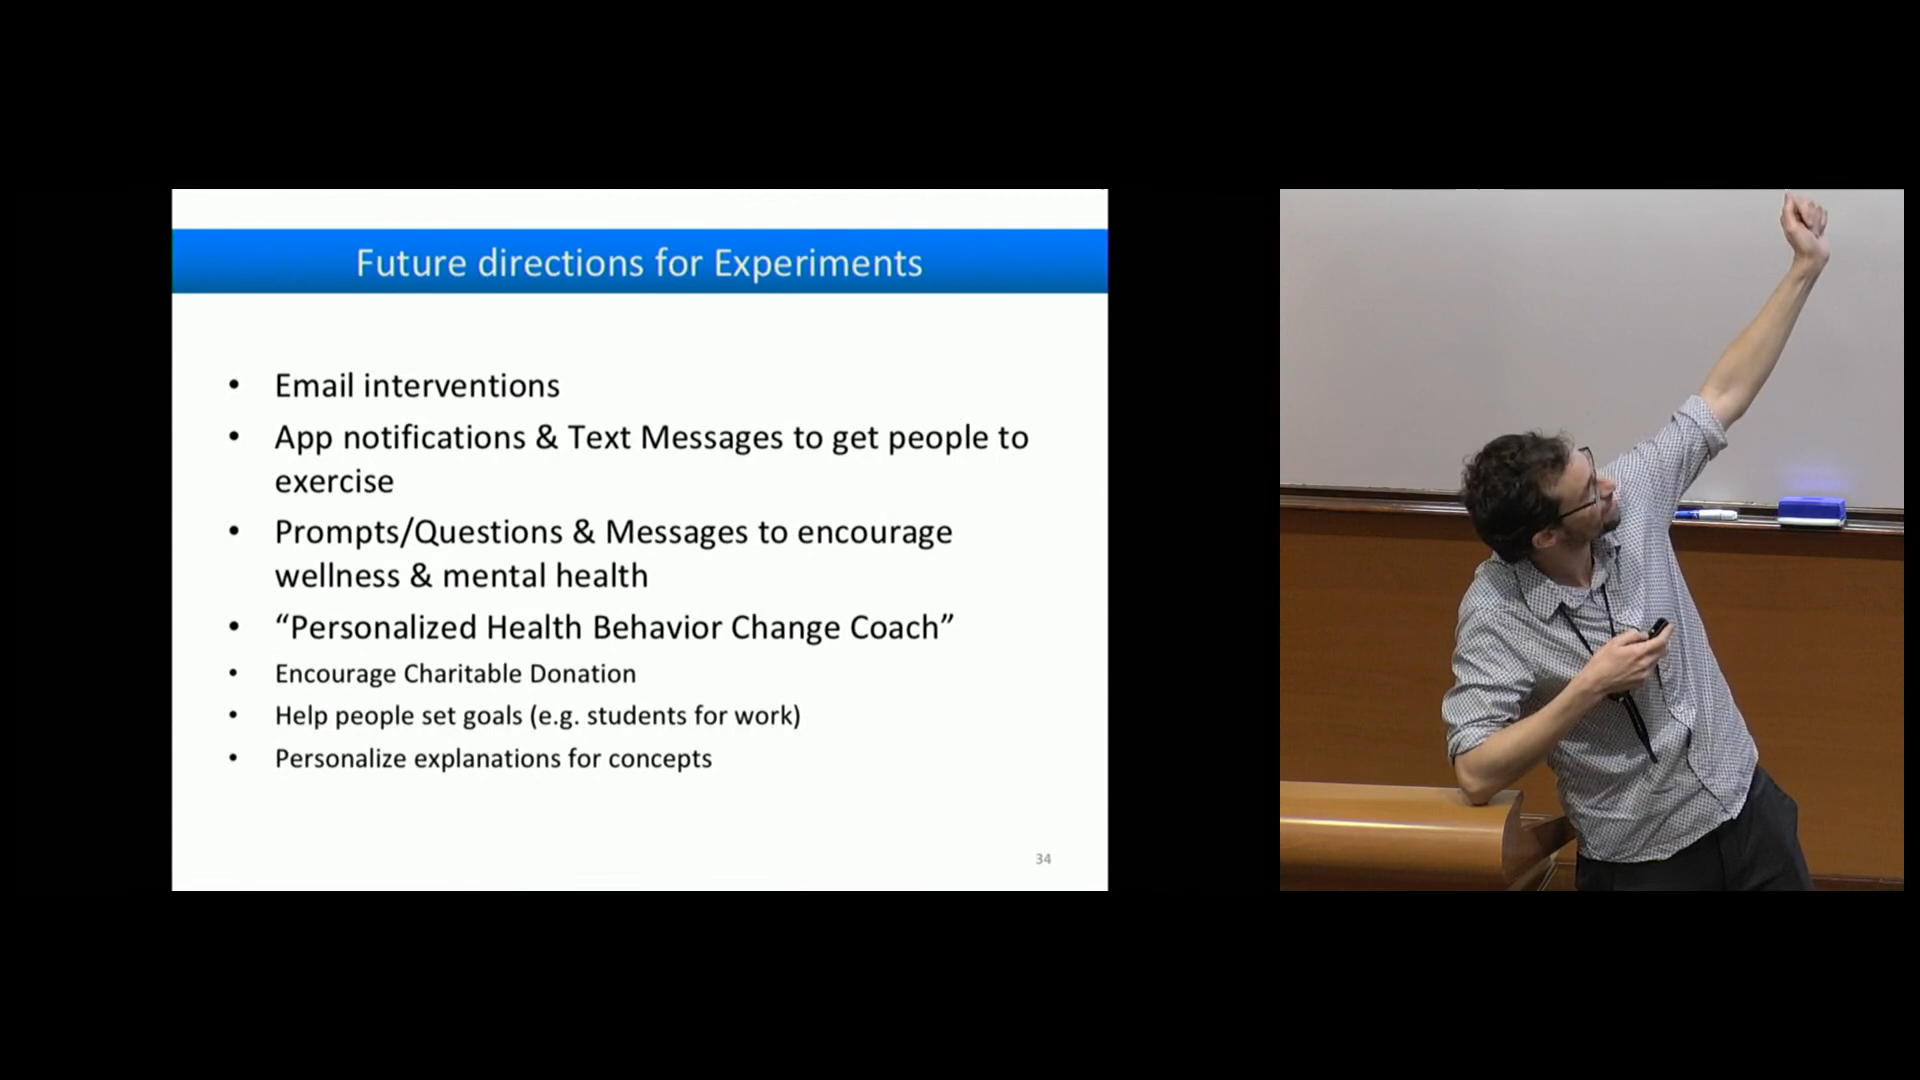 Future directions for Experiments
• Email interventions
• App notifications & Text Messages to get people to
exercise
• Prompts/Questions & Messages to encourage
wellness & mental health
• “Personalized Health Behavior Change Coach”
• Encourage Charitable Donation
• Help people set goals (e.g. students for work)
• Personalize explanations for concepts
34